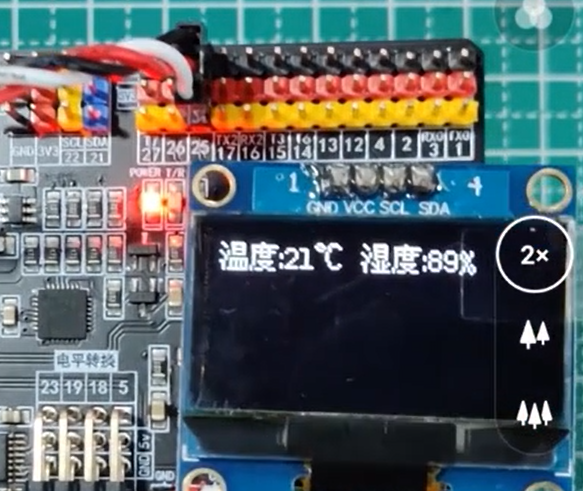 GND 3V3 SCL SDA
22 21
27 26 25 17 16 15 14 13 12 4 2 3 1
TX2 RX2 RX0 TX0
POWER T/R
1 4
GND VCC SCL SDA
温度:21℃ 湿度:89%
2×
电平转换
23 19 18 5
5v
GND
GND